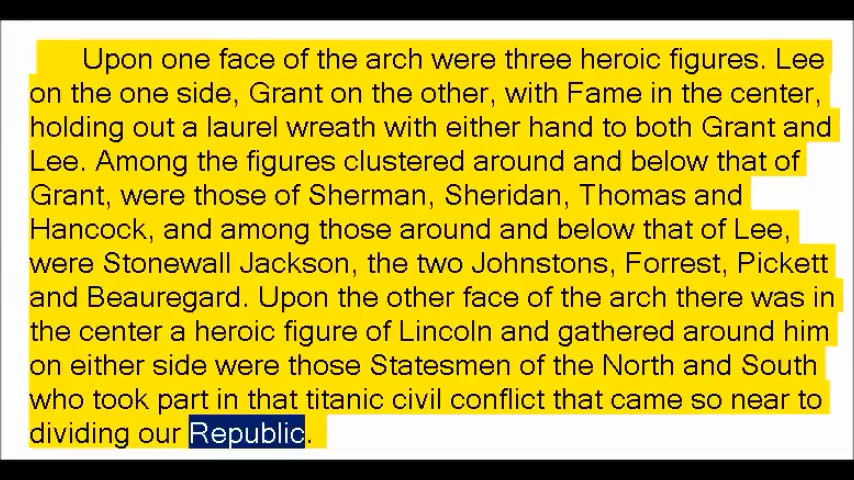 Upon one face of the arch were three heroic figures. Lee
on the one side, Grant on the other, with Fame in the center,
holding out a laurel wreath with either hand to both Grant and
Lee. Among the figures clustered around and below that of
Grant, were those of Sherman, Sheridan, Thomas and
Hancock, and among those around and below that of Lee,
were Stonewall Jackson, the two Johnstons, Forrest, Pickett
and Beauregard. Upon the other face of the arch there was in
the center a heroic figure of Lincoln and gathered around him
on either side were those Statesmen of the North and South
who took part in that titanic civil conflict that came so near to
dividing our Republic.